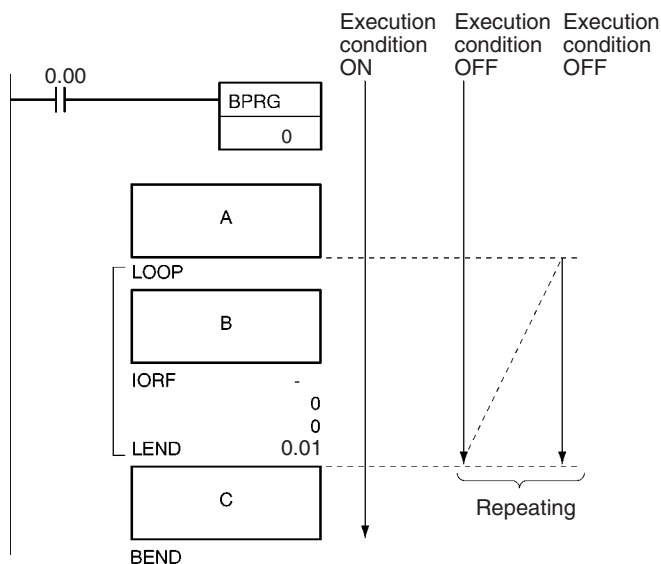 Execution condition ON
Execution condition OFF
Execution condition OFF
0.00
BPRG
0
A
LOOP
B
IORF -
0
0
LEND 0.01
C
Repeating
BEND